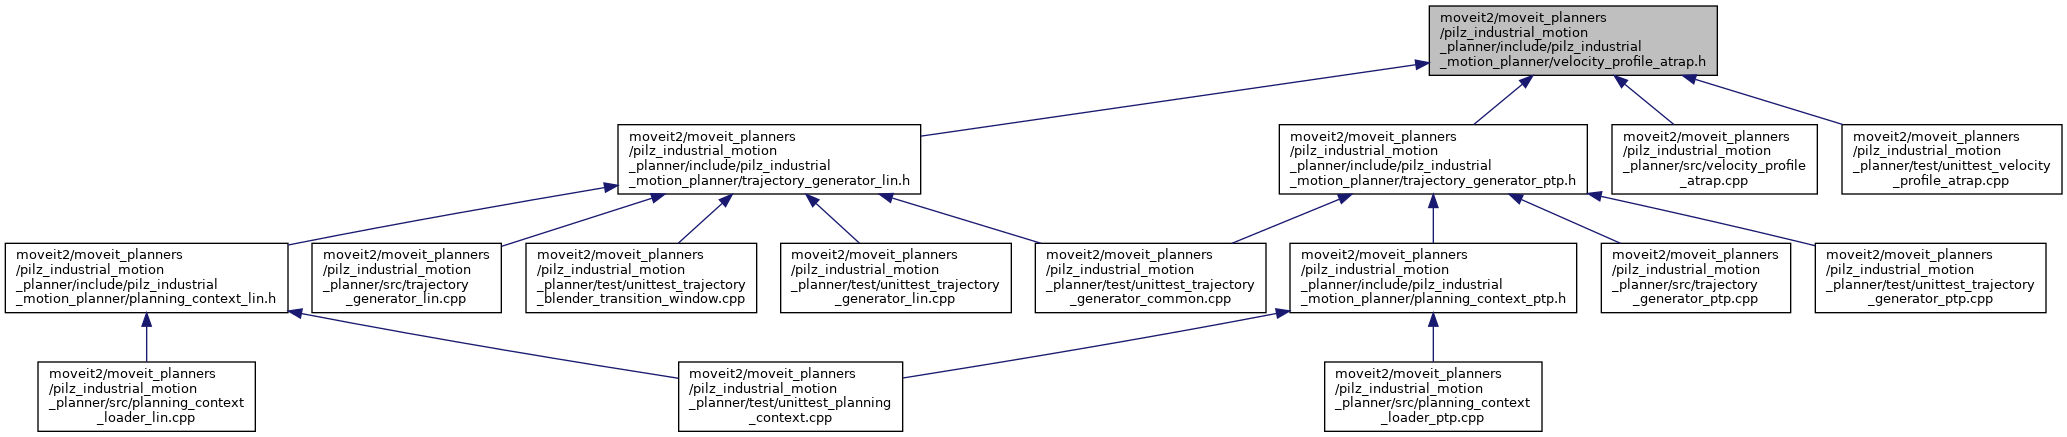 moveit2/moveit_planners
/pilz_industrial_motion
_planner/include/pilz_industrial
_motion_planner/velocity_profile_atrap.h
moveit2/moveit_planners
/pilz_industrial_motion
_planner/include/pilz_industrial
_motion_planner/trajectory_generator_lin.h
moveit2/moveit_planners
/pilz_industrial_motion
_planner/include/pilz_industrial
_motion_planner/trajectory_generator_ptp.h
moveit2/moveit_planners
/pilz_industrial_motion
_planner/src/velocity_profile
_atrap.cpp
moveit2/moveit_planners
/pilz_industrial_motion
_planner/test/unittest_velocity
_profile_atrap.cpp
moveit2/moveit_planners
/pilz_industrial_motion
_planner/include/pilz_industrial
_motion_planner/planning_context_lin.h
moveit2/moveit_planners
/pilz_industrial_motion
_planner/src/trajectory
_generator_lin.cpp
moveit2/moveit_planners
/pilz_industrial_motion
_planner/test/unittest_trajectory
_blender_transition_window.cpp
moveit2/moveit_planners
/pilz_industrial_motion
_planner/test/unittest_trajectory
_generator_lin.cpp
moveit2/moveit_planners
/pilz_industrial_motion
_planner/test/unittest_trajectory
_generator_common.cpp
moveit2/moveit_planners
/pilz_industrial_motion
_planner/include/pilz_industrial
_motion_planner/planning_context_ptp.h
moveit2/moveit_planners
/pilz_industrial_motion
_planner/src/trajectory
_generator_ptp.cpp
moveit2/moveit_planners
/pilz_industrial_motion
_planner/test/unittest_trajectory
_generator_ptp.cpp
moveit2/moveit_planners
/pilz_industrial_motion
_planner/src/planning_context
_loader_lin.cpp
moveit2/moveit_planners
/pilz_industrial_motion
_planner/test/unittest_planning
_context.cpp
moveit2/moveit_planners
/pilz_industrial_motion
_planner/src/planning_context
_loader_ptp.cpp